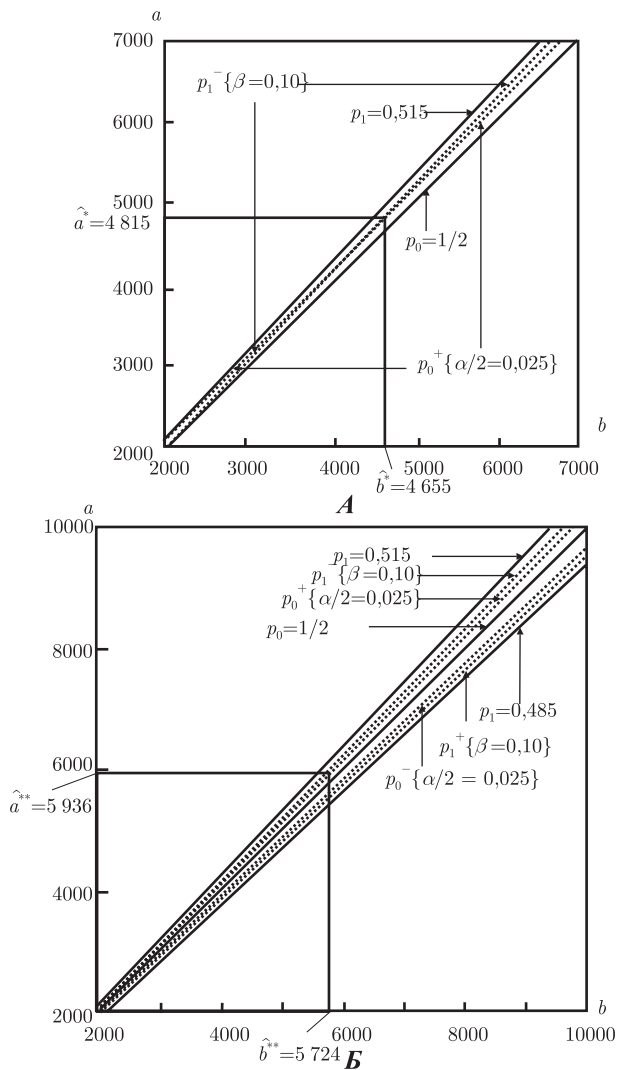 a
7000
p₁⁻{β=0,10}
p₁=0,515
6000
5000
â*=4 815
p₀=1/2
4000
3000
p₀⁺{α/2=0,025}
b
2000
2000 3000 4000 5000 6000 7000
b̂*=4 655
А
a
10000
p₁=0,515
p₁⁻{β=0,10}
p₀⁺{α/2=0,025}
p₀=1/2
8000
p₁=0,485
p₁⁺{β=0,10}
6000
p₀⁻{α/2 = 0,025}
â**=5 936
4000
b
2000
2000 4000 6000 8000 10000
b̂**=5 724
Б